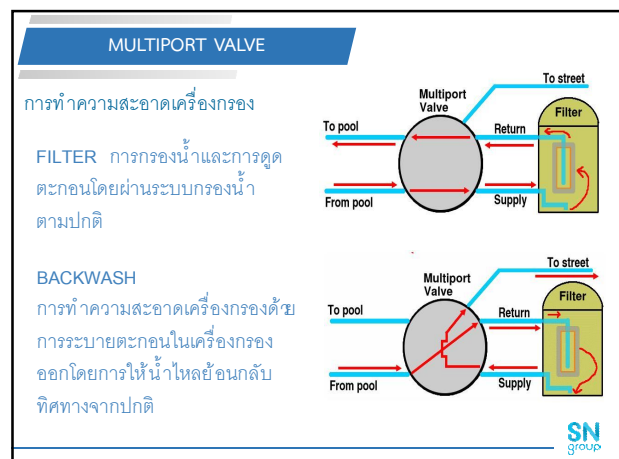 MULTIPORT VALVE
การทำความสะอาดเครื่องกรอง
FILTER การกรองน้ำและการดูด
ตะกอนโดยผ่านระบบกรองน้ำ
ตามปกติ
To street
Multiport
Valve
Filter
To pool
Return
From pool
Supply
BACKWASH
การทำความสะอาดเครื่องกรองด้วย
การระบายตะกอนในเครื่องกรอง
ออกโดยการให้น้ำไหลย้อนกลับ
ทิศทางจากปกติ
To street
Multiport
Valve
Filter
To pool
Return
From pool
Supply
SN
group